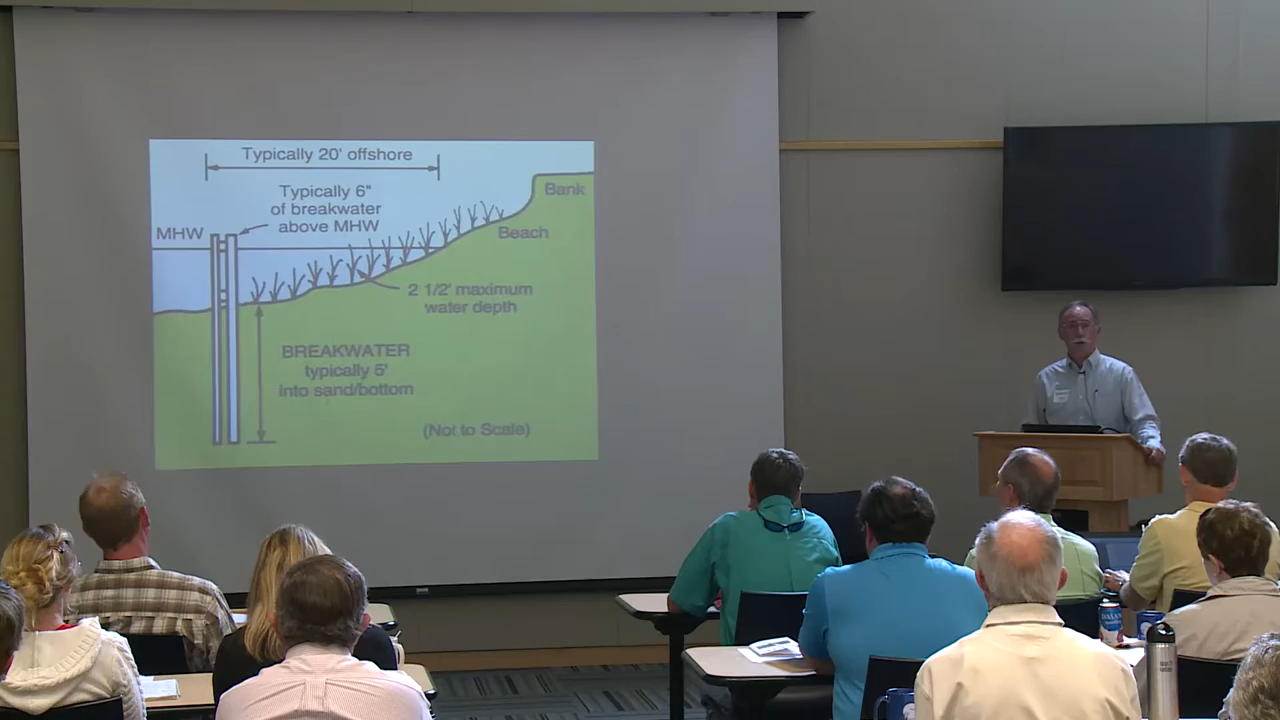 Typically 20' offshore
Typically 6"
of breakwater
above MHW
MHW
Bank
Beach
2 1/2' maximum
water depth
BREAKWATER
typically 5'
into sand/bottom
(Not to Scale)